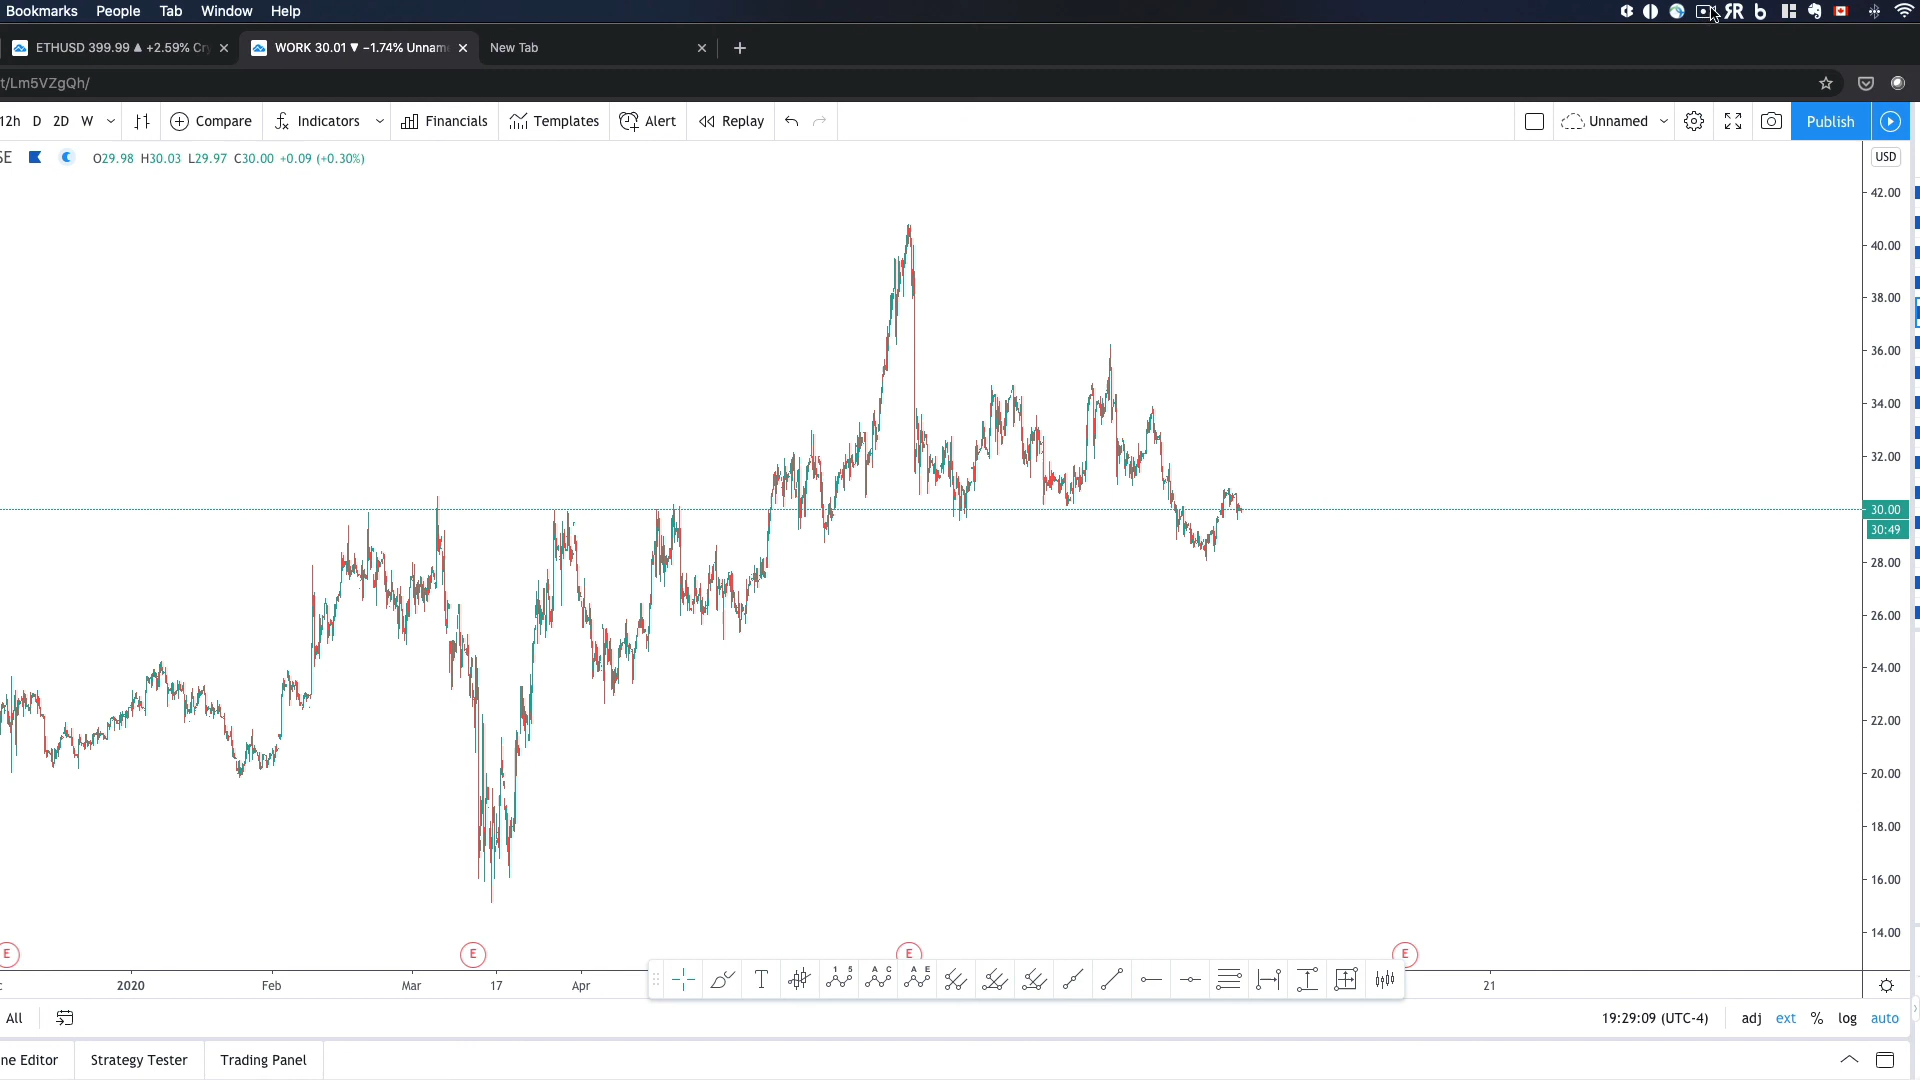 Bookmarks People Tab Window Help
ETHUSD 399.99 ▲ +2.59% Cr
WORK 30.01 ▼ −1.74% Unnam
New Tab
t/Lm5VZgQh/
12h D 2D W Compare Indicators Financials Templates Alert Replay Unnamed Publish
SE O29.98 H30.03 L29.97 C30.00 +0.09 (+0.30%)
USD
42.00
40.00
38.00
36.00
34.00
32.00
30.00
30:49
28.00
26.00
24.00
22.00
20.00
18.00
16.00
14.00
E E E E
2020 Feb Mar 17 Apr 21
All 19:29:09 (UTC-4) adj ext % log auto
ne Editor Strategy Tester Trading Panel